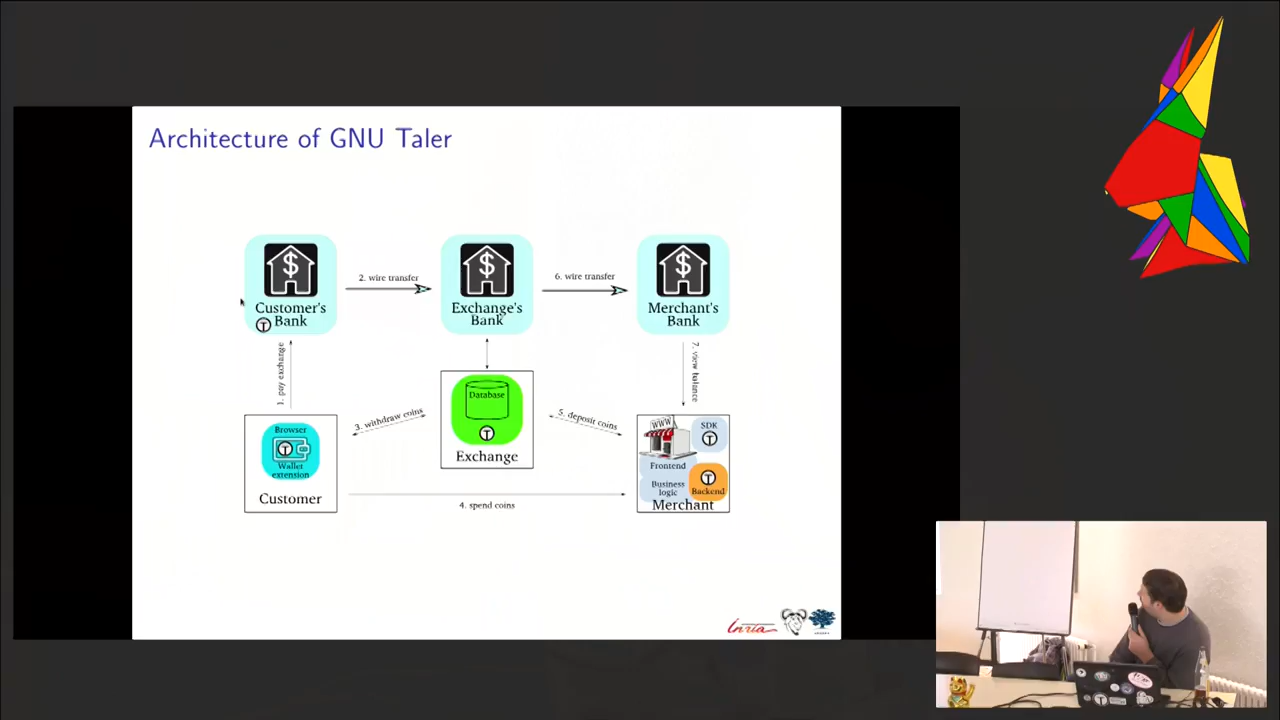 Architecture of GNU Taler
Customer's
Bank
2. wire transfer
Exchange's
Bank
6. wire transfer
Merchant's
Bank
1. pay exchange
7. view balance
Browser
Wallet
extension
Customer
3. withdraw coins
Database
Exchange
5. deposit coins
WWW
SDK
Frontend
Business
logic
Backend
Merchant
4. spend coins
Inria